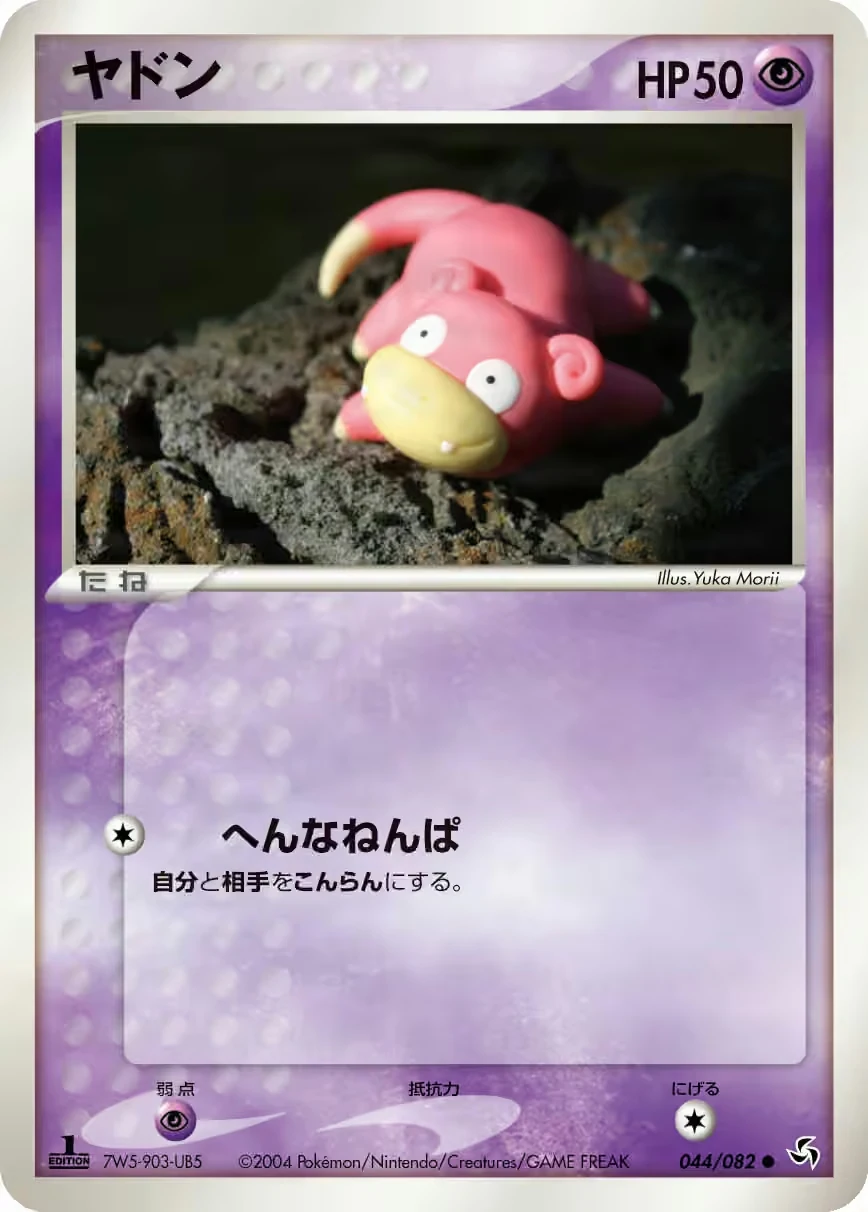 ヤドン HP50
たね Illus. Yuka Morii
へんなねんぱ
自分と相手をこんらんにする。
弱点 抵抗力 にげる
1 EDITION 7W5-903-UB5 ©2004 Pokémon/Nintendo/Creatures/GAME FREAK 044/082